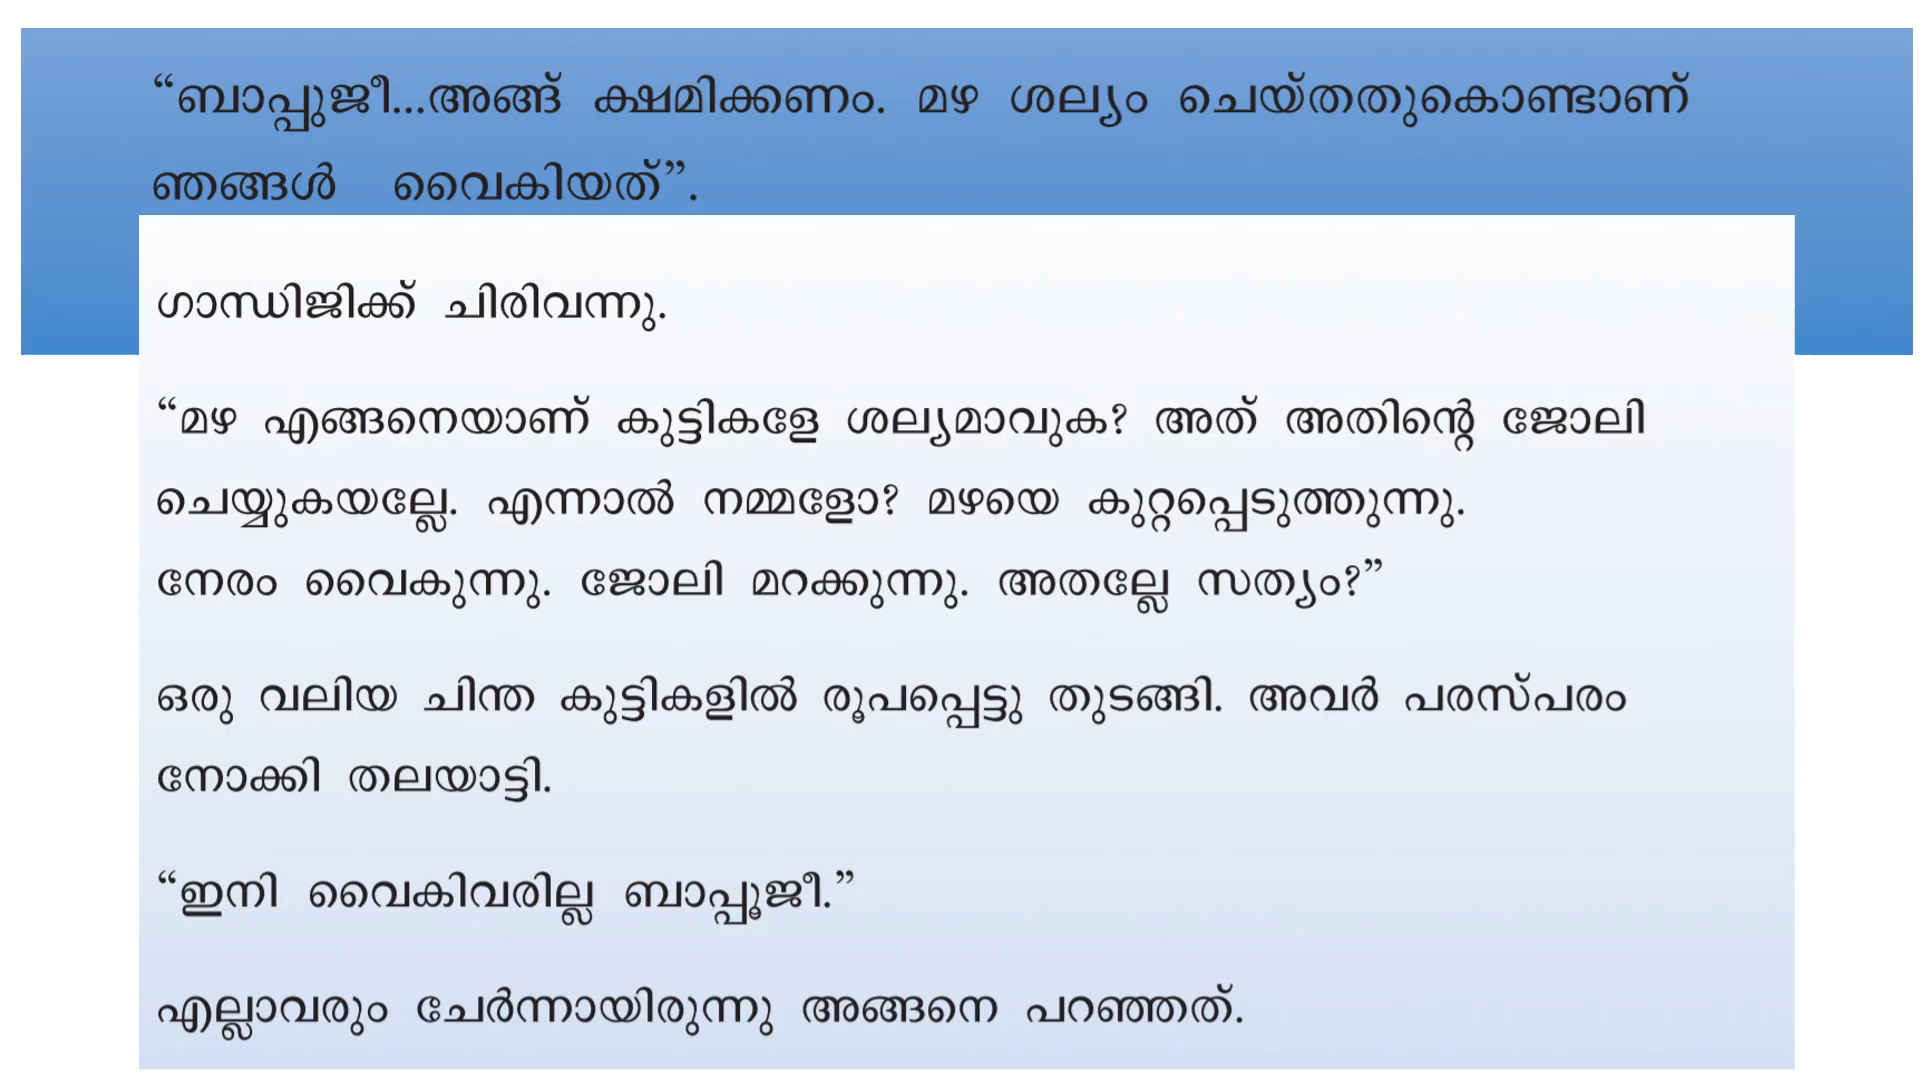 “ബാപ്പുജീ...അങ്ങ് ക്ഷമിക്കണം. മഴ ശല്യം ചെയ്തതുകൊണ്ടാണ്
ഞങ്ങൾ വൈകിയത്”.
ഗാന്ധിജിക്ക് ചിരിവന്നു.
“മഴ എങ്ങനെയാണ് കുട്ടികളേ ശല്യമാവുക? അത് അതിന്റെ ജോലി
ചെയ്യുകയല്ലേ. എന്നാൽ നമ്മളോ? മഴയെ കുറ്റപ്പെടുത്തുന്നു.
നേരം വൈകുന്നു. ജോലി മറക്കുന്നു. അതല്ലേ സത്യം?”
ഒരു വലിയ ചിന്ത കുട്ടികളിൽ രൂപപ്പെട്ടു തുടങ്ങി. അവർ പരസ്പരം
നോക്കി തലയാട്ടി.
“ഇനി വൈകിവരില്ല ബാപ്പൂജീ.”
എല്ലാവരും ചേർന്നായിരുന്നു അങ്ങനെ പറഞ്ഞത്.